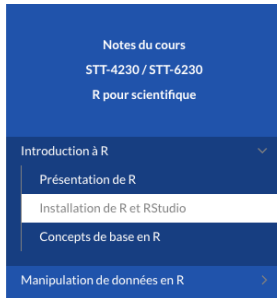 Notes du cours
STT-4230 / STT-6230
R pour scientifique
Introduction à R
Présentation de R
Installation de R et RStudio
Concepts de base en R
Manipulation de données en R